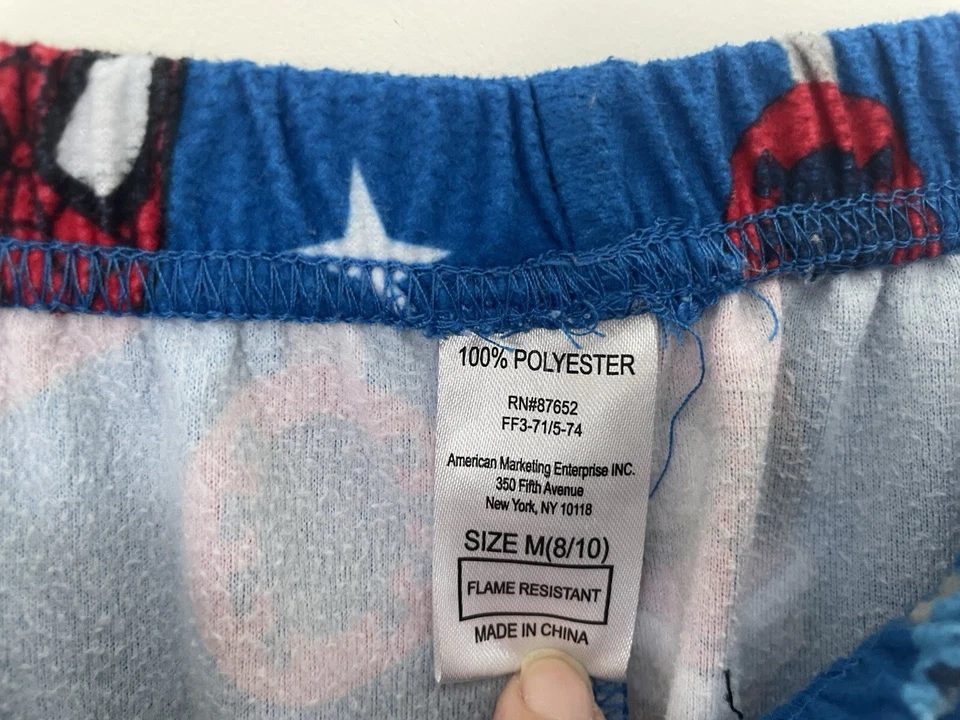 100% POLYESTER
RN#87652
FF3-71/5-74
American Marketing Enterprise INC.
350 Fifth Avenue
New York, NY 10118
SIZE M(8/10)
FLAME RESISTANT
MADE IN CHINA